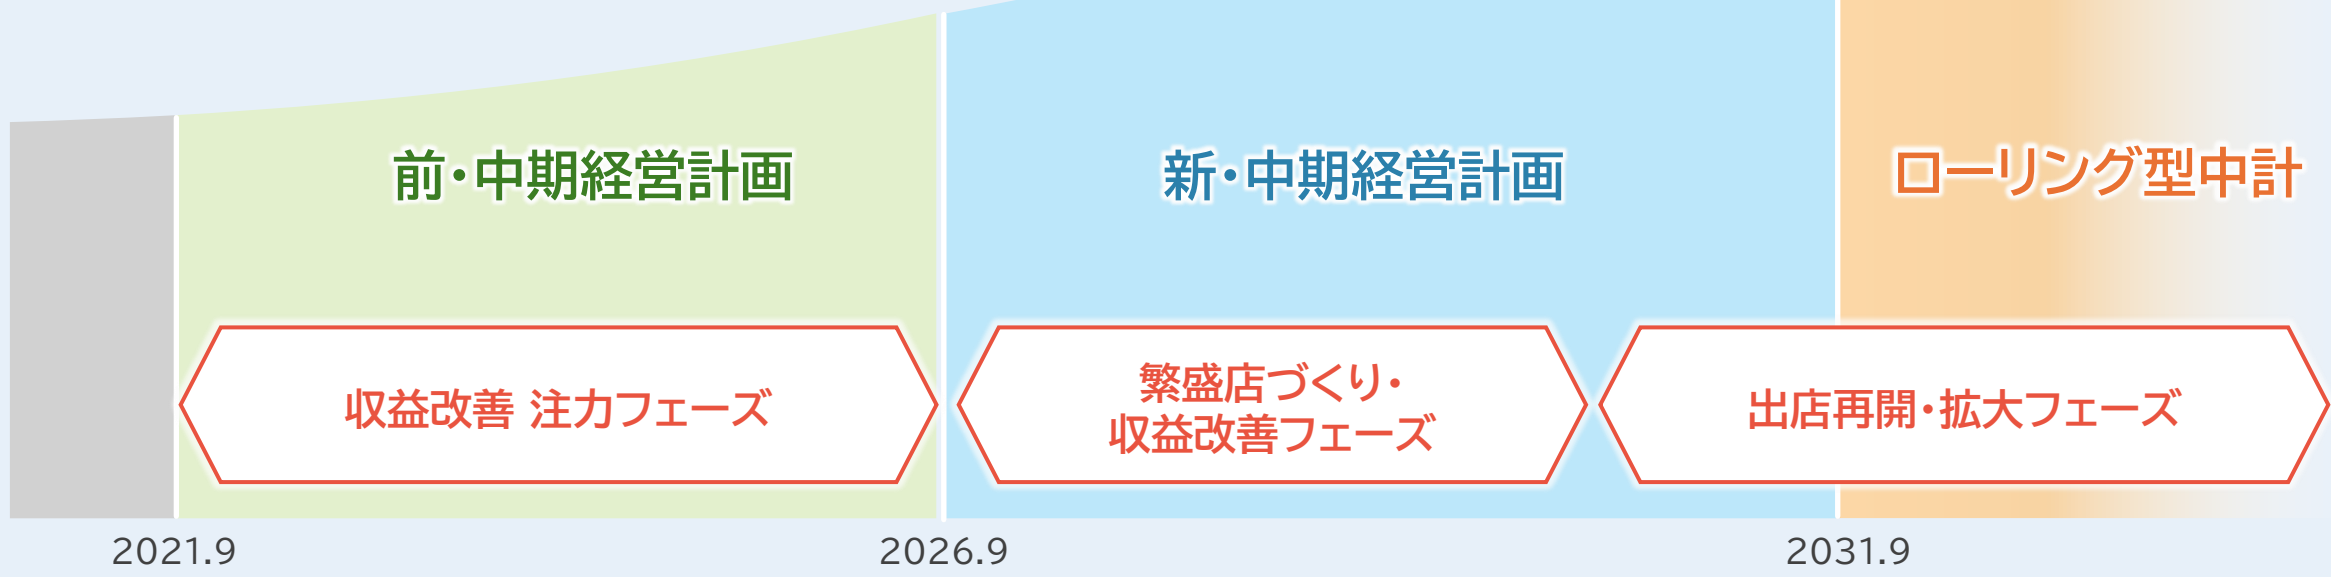 前・中期経営計画
新・中期経営計画
ローリング型中計
収益改善 注力フェーズ
繁盛店づくり・
収益改善フェーズ
出店再開・拡大フェーズ
2021.9
2026.9
2031.9